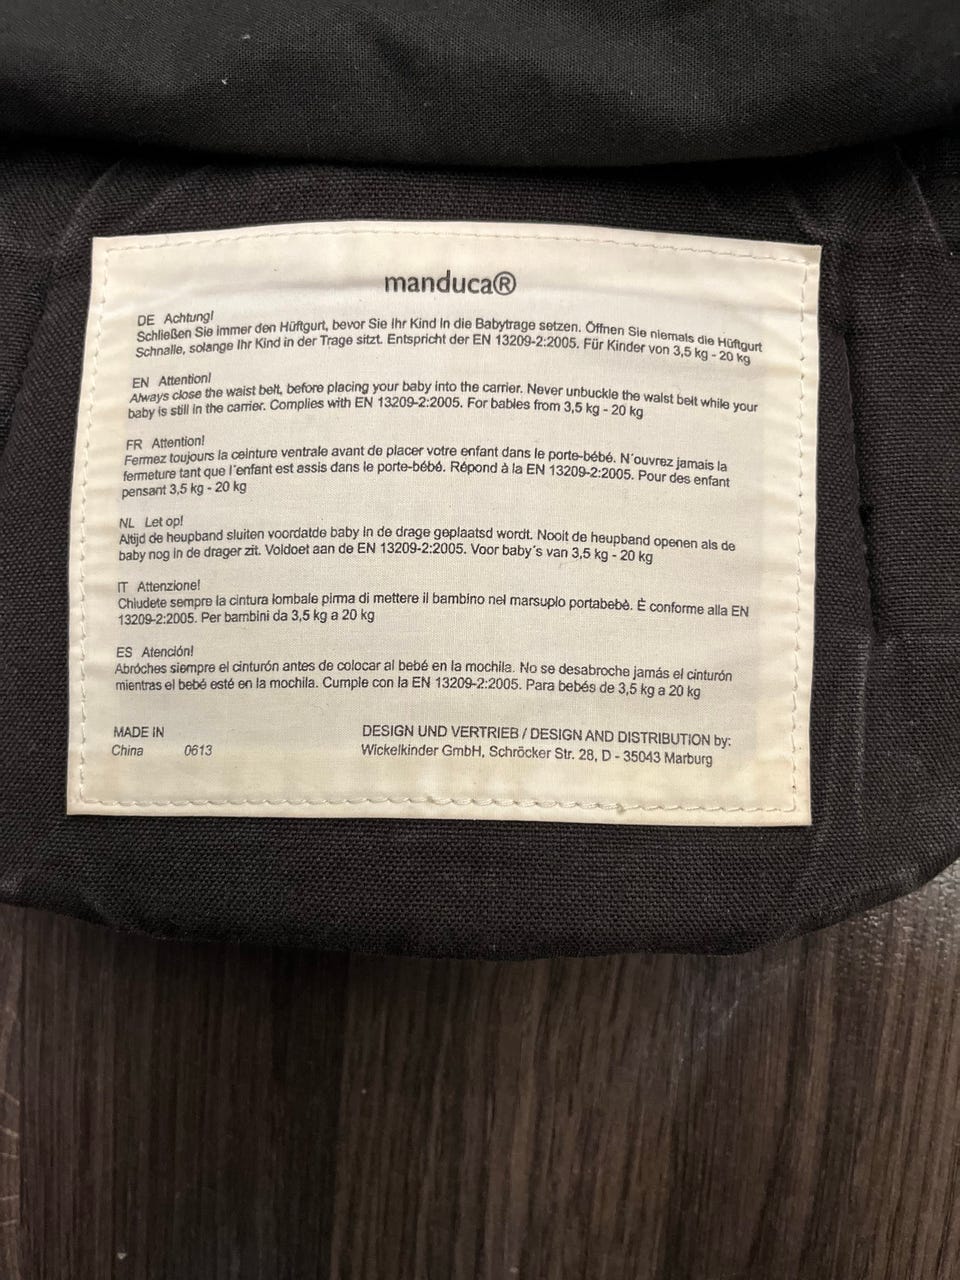 manduca®
DE Achtung!
Schließen Sie immer den Hüftgurt, bevor Sie Ihr Kind in die Babytrage setzen. Öffnen Sie niemals die Hüftgurt
Schnalle, solange Ihr Kind in der Trage sitzt. Entspricht der EN 13209-2:2005. Für Kinder von 3,5 kg - 20 kg
EN Attention!
Always close the waist belt, before placing your baby into the carrier. Never unbuckle the waist belt while your
baby is still in the carrier. Complies with EN 13209-2:2005. For babies from 3,5 kg - 20 kg
FR Attention!
Fermez toujours la ceinture ventrale avant de placer votre enfant dans le porte-bébé. N´ouvrez jamais la
fermeture tant que l´enfant est assis dans le porte-bébé. Répond à la EN 13209-2:2005. Pour des enfant
pensant 3,5 kg - 20 kg
NL Let op!
Altijd de heupband sluiten voordatde baby in de drage geplaatsd wordt. Nooit de heupband openen als de
baby nog in de drager zit. Voldoet aan de EN 13209-2:2005. Voor baby´s van 3,5 kg - 20 kg
IT Attenzione!
Chiudete sempre la cintura lombale pirma di mettere il bambino nel marsupio portabebè. È conforme alla EN
13209-2:2005. Per bambini da 3,5 kg a 20 kg
ES Atención!
Abróches siempre el cinturón antes de colocar al bebé en la mochila. No se desabroche jamás el cinturón
mientras el bebé esté en la mochila. Cumple con la EN 13209-2:2005. Para bebés de 3,5 kg a 20 kg
MADE IN
China 0613
DESIGN UND VERTRIEB / DESIGN AND DISTRIBUTION by:
Wickelkinder GmbH, Schröcker Str. 28, D - 35043 Marburg